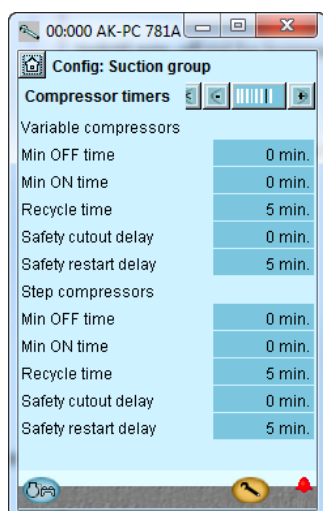 00:000 AK-PC 781A
Config: Suction group
Compressor timers
Variable compressors
Min OFF time 0 min.
Min ON time 0 min.
Recycle time 5 min.
Safety cutout delay 0 min.
Safety restart delay 5 min.
Step compressors
Min OFF time 0 min.
Min ON time 0 min.
Recycle time 5 min.
Safety cutout delay 0 min.
Safety restart delay 5 min.